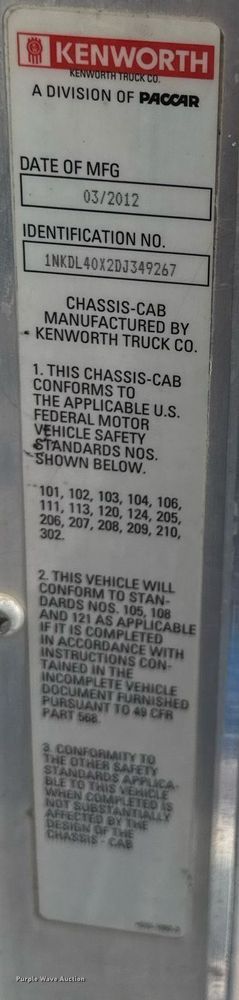 KENWORTH
KENWORTH TRUCK CO.
A DIVISION OF PACCAR
DATE OF MFG
03/2012
IDENTIFICATION NO.
1NKDL40X2DJ349267
CHASSIS-CAB
MANUFACTURED BY
KENWORTH TRUCK CO.
1. THIS CHASSIS-CAB
CONFORMS TO
THE APPLICABLE U.S.
FEDERAL MOTOR
VEHICLE SAFETY
STANDARDS NOS.
SHOWN BELOW.
101, 102, 103, 104, 106,
111, 113, 120, 124, 205,
206, 207, 208, 209, 210,
302.
2. THIS VEHICLE WILL
CONFORM TO STAN-
DARDS NOS. 105, 108
AND 121 AS APPLICABLE
IF IT IS COMPLETED
IN ACCORDANCE WITH
INSTRUCTIONS CON-
TAINED IN THE
INCOMPLETE VEHICLE
DOCUMENT FURNISHED
PURSUANT TO 49 CFR
PART 568.
3. CONFORMITY TO
THE OTHER SAFETY
STANDARDS APPLICA-
BLE TO THIS VEHICLE
WHEN COMPLETED IS
NOT SUBSTANTIALLY
AFFECTED BY THE
DESIGN OF THE
CHASSIS - CAB
Purple Wave Auction